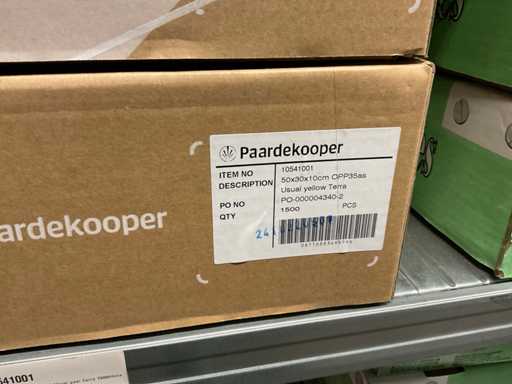 Paardekooper
ITEM NO 10541001
DESCRIPTION 50x30x10cm OPP35as
Usual yellow Terra
PO NO PO-000004340-2
QTY 1500 PCS
ardekooper
541001